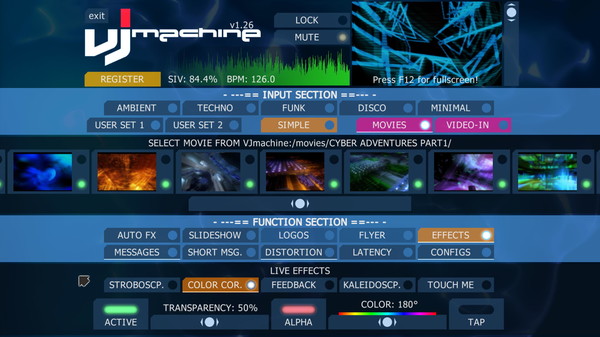 exit
vj machine v1.26
LOCK
MUTE
REGISTER SIV: 84.4% BPM: 126.0
Press F12 for fullscreen!
- ---== INPUT SECTION ==--- -
AMBIENT TECHNO FUNK DISCO MINIMAL
USER SET 1 USER SET 2 SIMPLE MOVIES VIDEO-IN
SELECT MOVIE FROM VJmachine:/movies/CYBER ADVENTURES PART1/
- ---== FUNCTION SECTION ==--- -
AUTO FX SLIDESHOW LOGOS FLYER EFFECTS
MESSAGES SHORT MSG. DISTORTION LATENCY CONFIGS
LIVE EFFECTS
STROBOSCP. COLOR COR. FEEDBACK KALEIDOSCP. TOUCH ME
TRANSPARENCY: 50% COLOR: 180°
ACTIVE ALPHA TAP